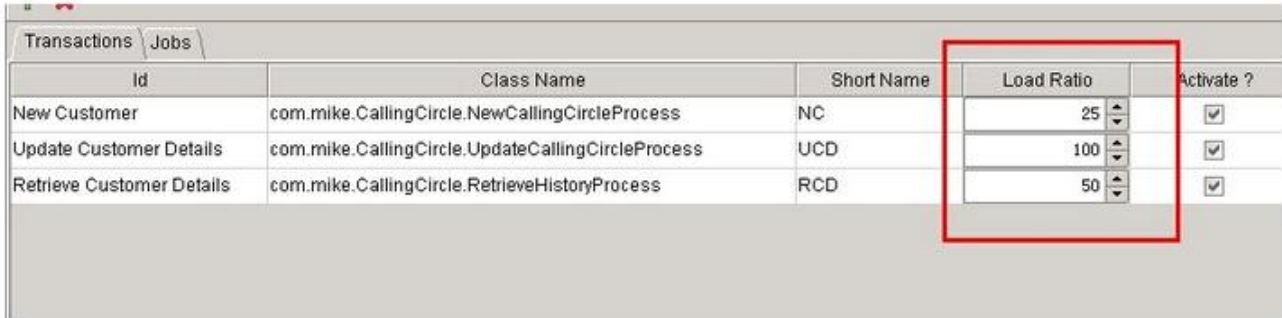 Transactions Jobs
Id Class Name Short Name Load Ratio Activate ?
New Customer com.mike.CallingCircle.NewCallingCircleProcess NC 25
Update Customer Details com.mike.CallingCircle.UpdateCallingCircleProcess UCD 100
Retrieve Customer Details com.mike.CallingCircle.RetrieveHistoryProcess RCD 50